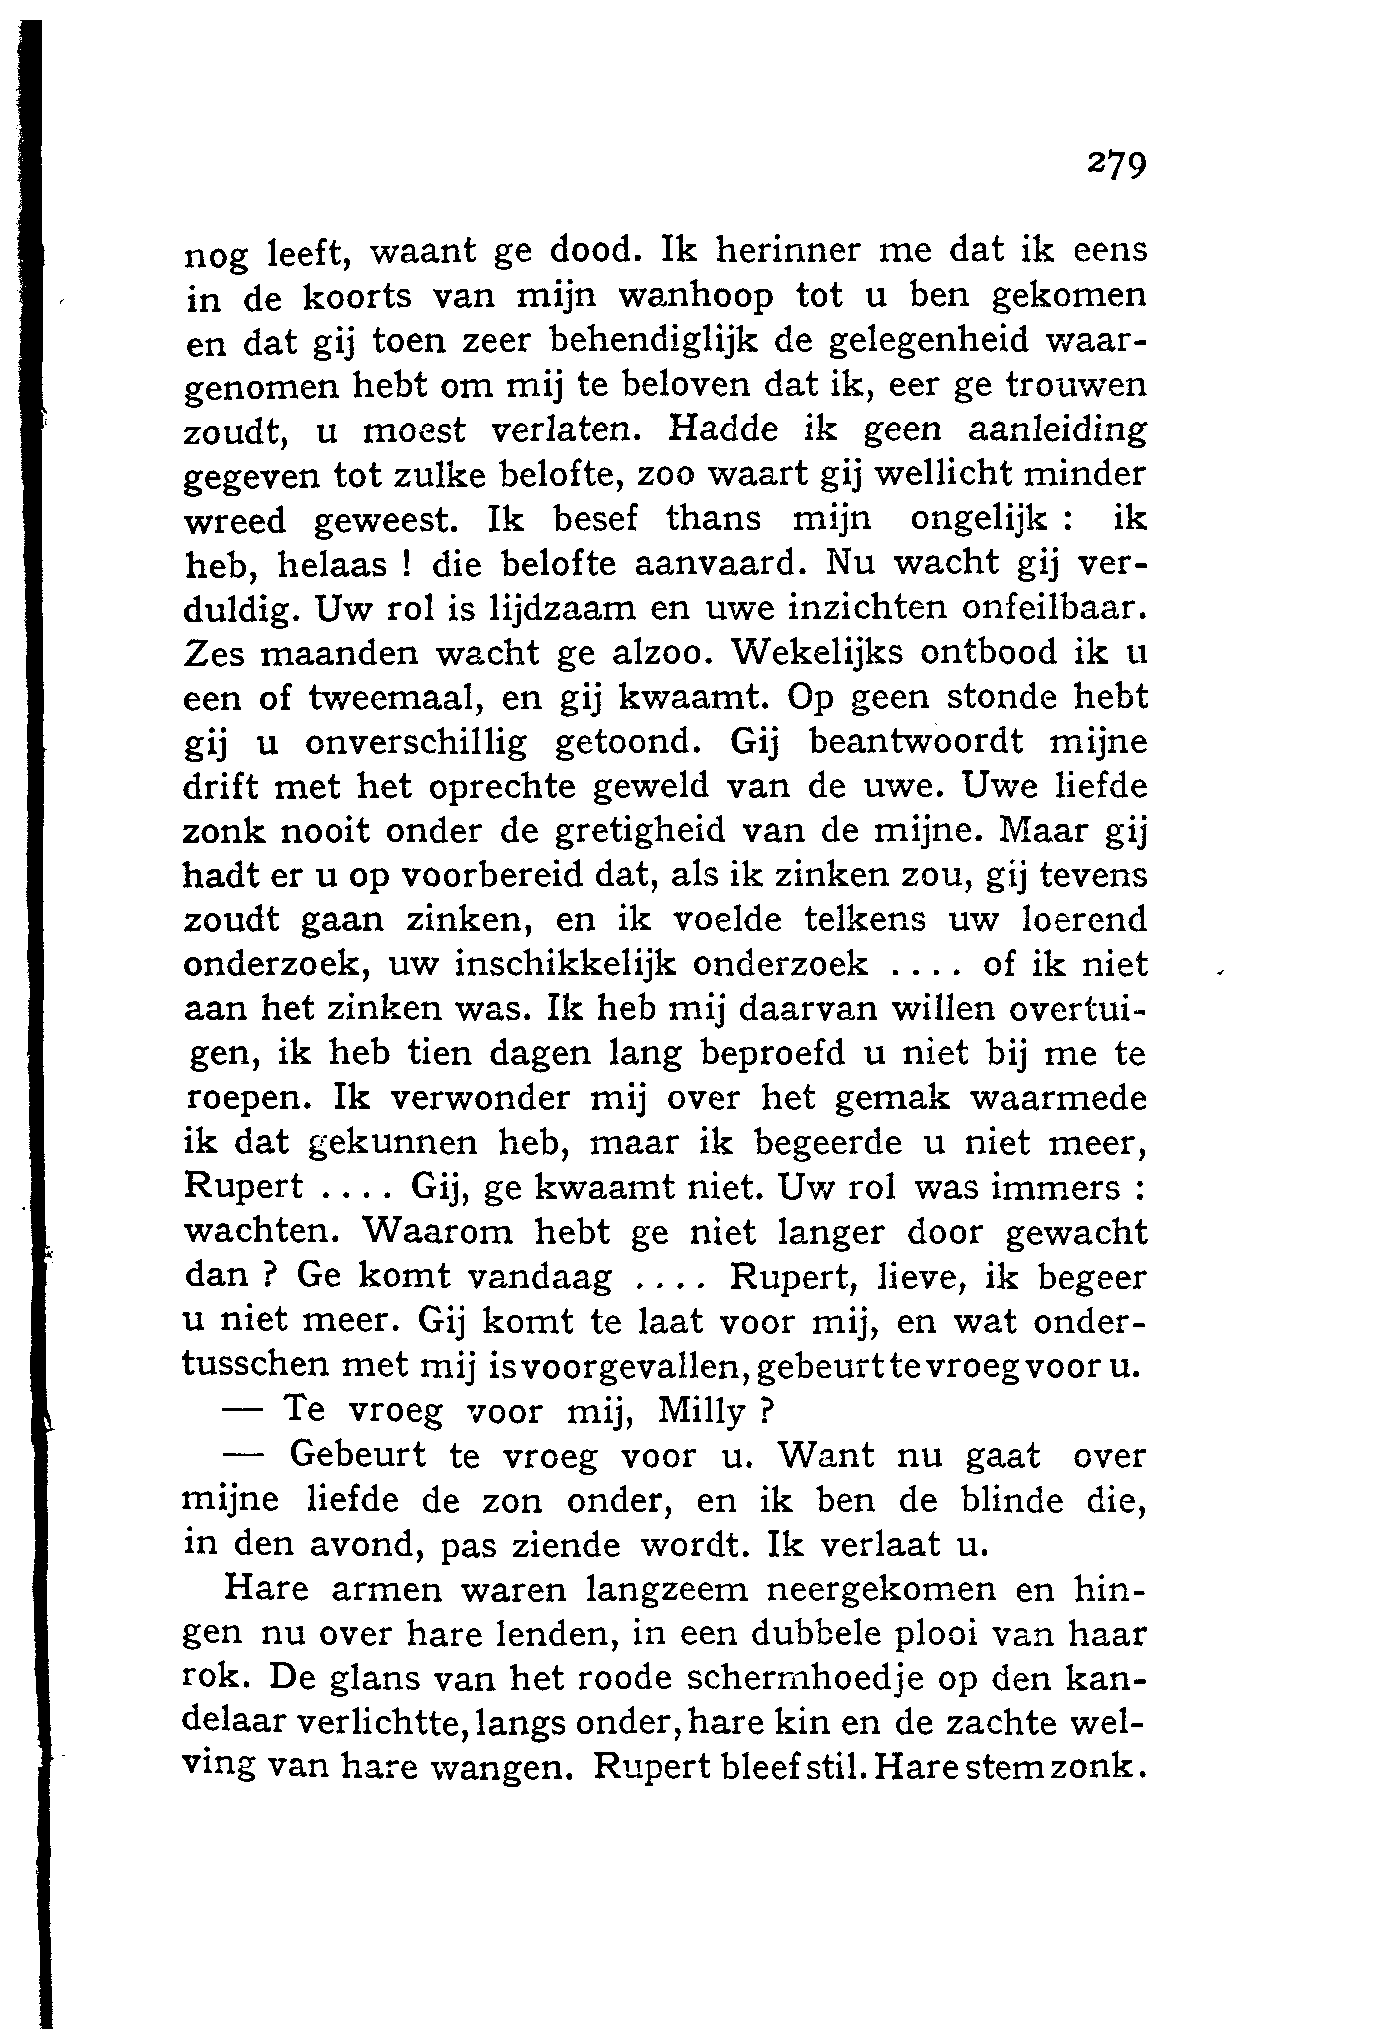 279
nog leeft, waant ge dood. Ik herinner me dat ik eens
in de koorts van mijn wanhoop tot u ben gekomen
en dat gij toen zeer behendiglijk de gelegenheid waar-
genomen hebt om mij te beloven dat ik, eer ge trouwen
zoudt, u moest verlaten. Hadde ik geen aanleiding
gegeven tot zulke belofte, zoo waart gij wellicht minder
wreed geweest. Ik besef thans mijn ongelijk : ik
heb, helaas ! die belofte aanvaard. Nu wacht gij ver-
duldig. Uw rol is lijdzaam en uwe inzichten onfeilbaar.
Zes maanden wacht ge alzoo. Wekelijks ontbood ik u
een of tweemaal, en gij kwaamt. Op geen stonde hebt
gij u onverschillig getoond. Gij beantwoordt mijne
drift met het oprechte geweld van de uwe. Uwe liefde
zonk nooit onder de gretigheid van de mijne. Maar gij
hadt er u op voorbereid dat, als ik zinken zou, gij tevens
zoudt gaan zinken, en ik voelde telkens uw loerend
onderzoek, uw inschikkelijk onderzoek .... of ik niet
aan het zinken was. Ik heb mij daarvan willen overtui-
gen, ik heb tien dagen lang beproefd u niet bij me te
roepen. Ik verwonder mij over het gemak waarmede
ik dat gekunnen heb, maar ik begeerde u niet meer,
Rupert .... Gij, ge kwaamt niet. Uw rol was immers :
wachten. Waarom hebt ge niet langer door gewacht
dan ? Ge komt vandaag .... Rupert, lieve, ik begeer
u niet meer. Gij komt te laat voor mij, en wat onder-
tusschen met mij is voorgevallen, gebeurt te vroeg voor u.
— Te vroeg voor mij, Milly ?
— Gebeurt te vroeg voor u. Want nu gaat over
mijne liefde de zon onder, en ik ben de blinde die,
in den avond, pas ziende wordt. Ik verlaat u.
Hare armen waren langzeem neergekomen en hin-
gen nu over hare lenden, in een dubbele plooi van haar
rok. De glans van het roode schermhoedje op den kan-
delaar verlichtte, langs onder, hare kin en de zachte wel-
ving van hare wangen. Rupert bleef stil. Hare stem zonk.